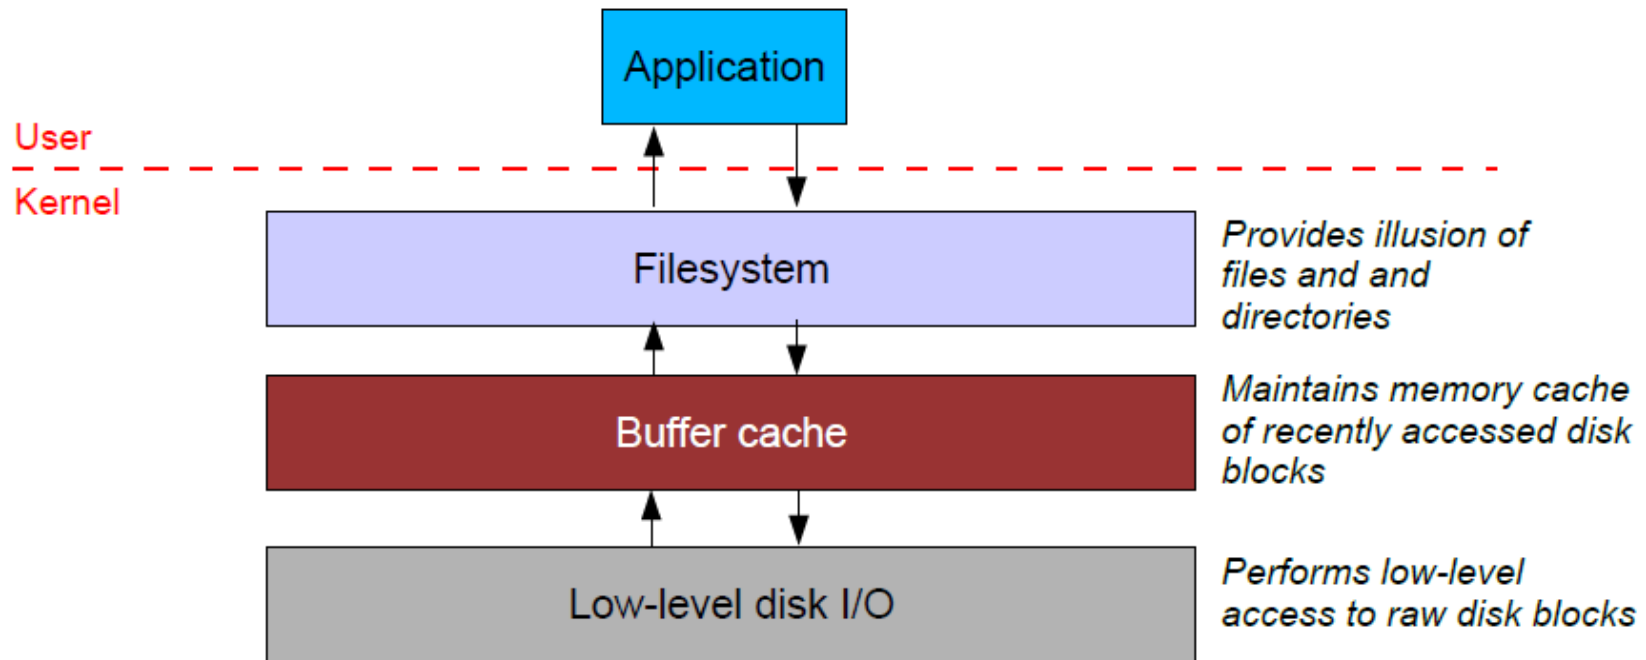 Application
User
Kernel
Filesystem
Provides illusion of
files and and
directories
Buffer cache
Maintains memory cache
of recently accessed disk
blocks
Low-level disk I/O
Performs low-level
access to raw disk blocks